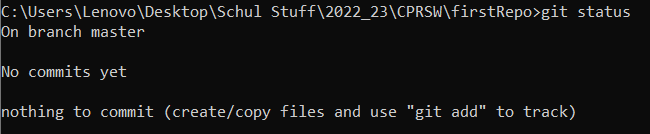 C:\Users\Lenovo\Desktop\Schul Stuff\2022_23\CPRSW\firstRepo>git status
On branch master
No commits yet
nothing to commit (create/copy files and use "git add" to track)